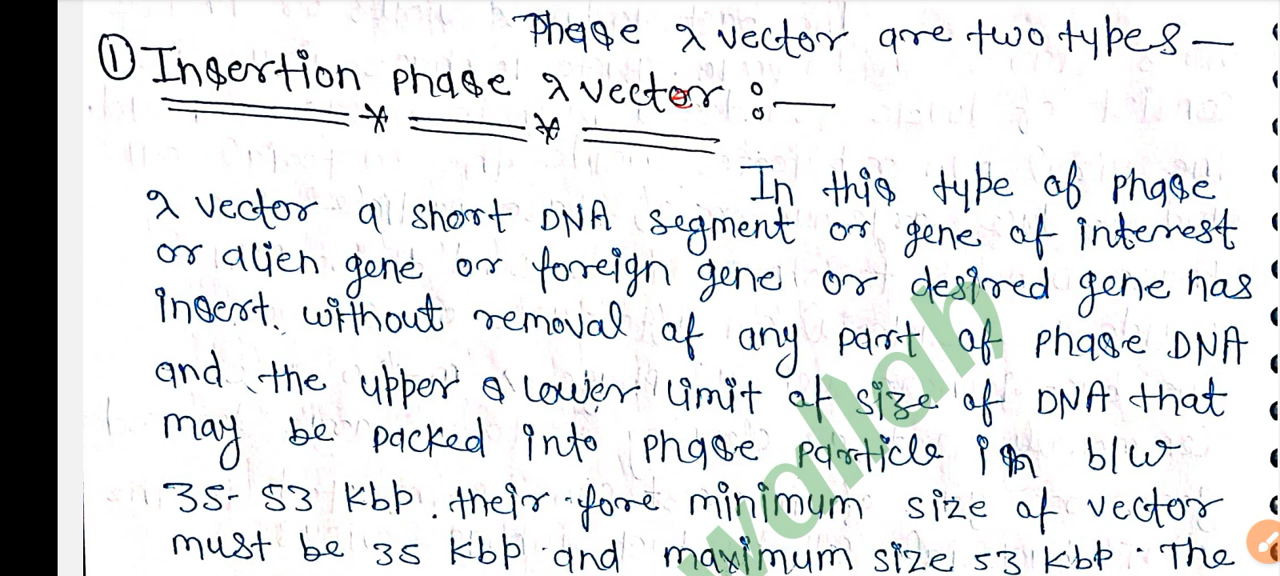 Phage λ vector are two types —
① Insertion phage λ vector :—
In this type of phage
λ vector a short DNA segment or gene of interest
or alien gene or foreign gene or desired gene has
insert. without removal of any part of phage DNA
and the upper & lower limit of size of DNA that
may be packed into phage particle in b/w
35-53 Kbp. their fore minimum size of vector
must be 35 Kbp and maximum size 53 Kbp. The
wallah